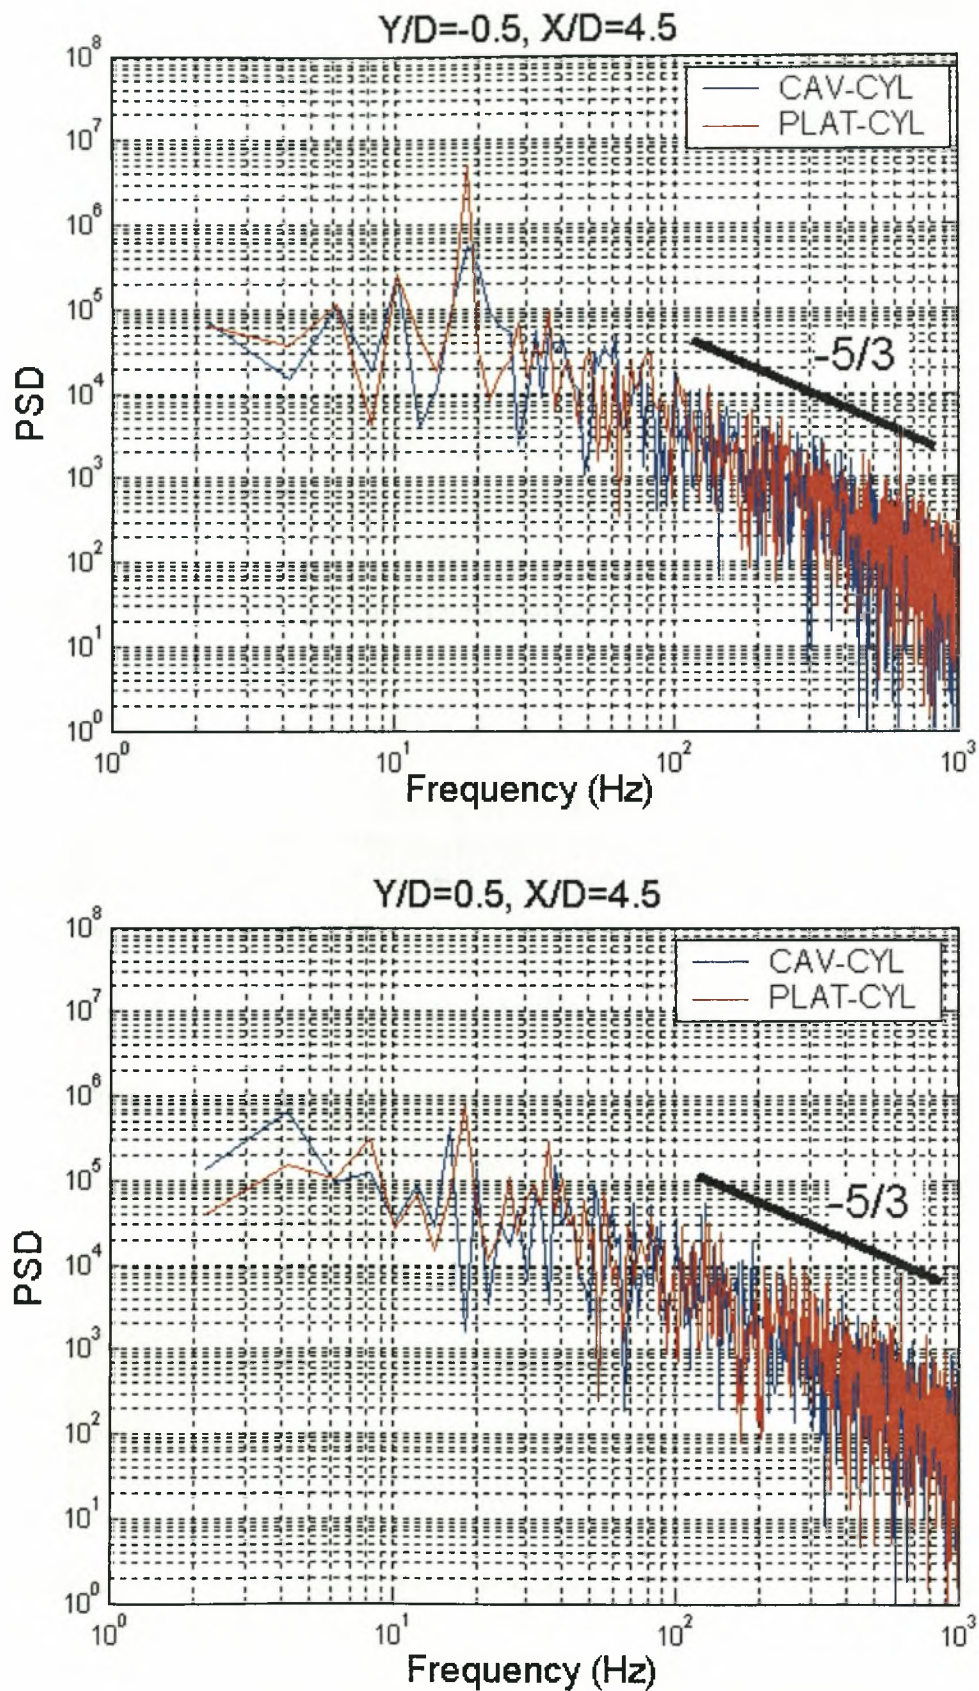 Y/D=-0.5, X/D=4.5
10^8
10^7
10^6
10^5
10^4
10^3
10^2
10^1
10^0
PSD
CAV-CYL
PLAT-CYL
-5/3
10^0 10^1 10^2 10^3
Frequency (Hz)
Y/D=0.5, X/D=4.5
10^8
10^7
10^6
10^5
10^4
10^3
10^2
10^1
10^0
PSD
CAV-CYL
PLAT-CYL
-5/3
10^0 10^1 10^2 10^3
Frequency (Hz)